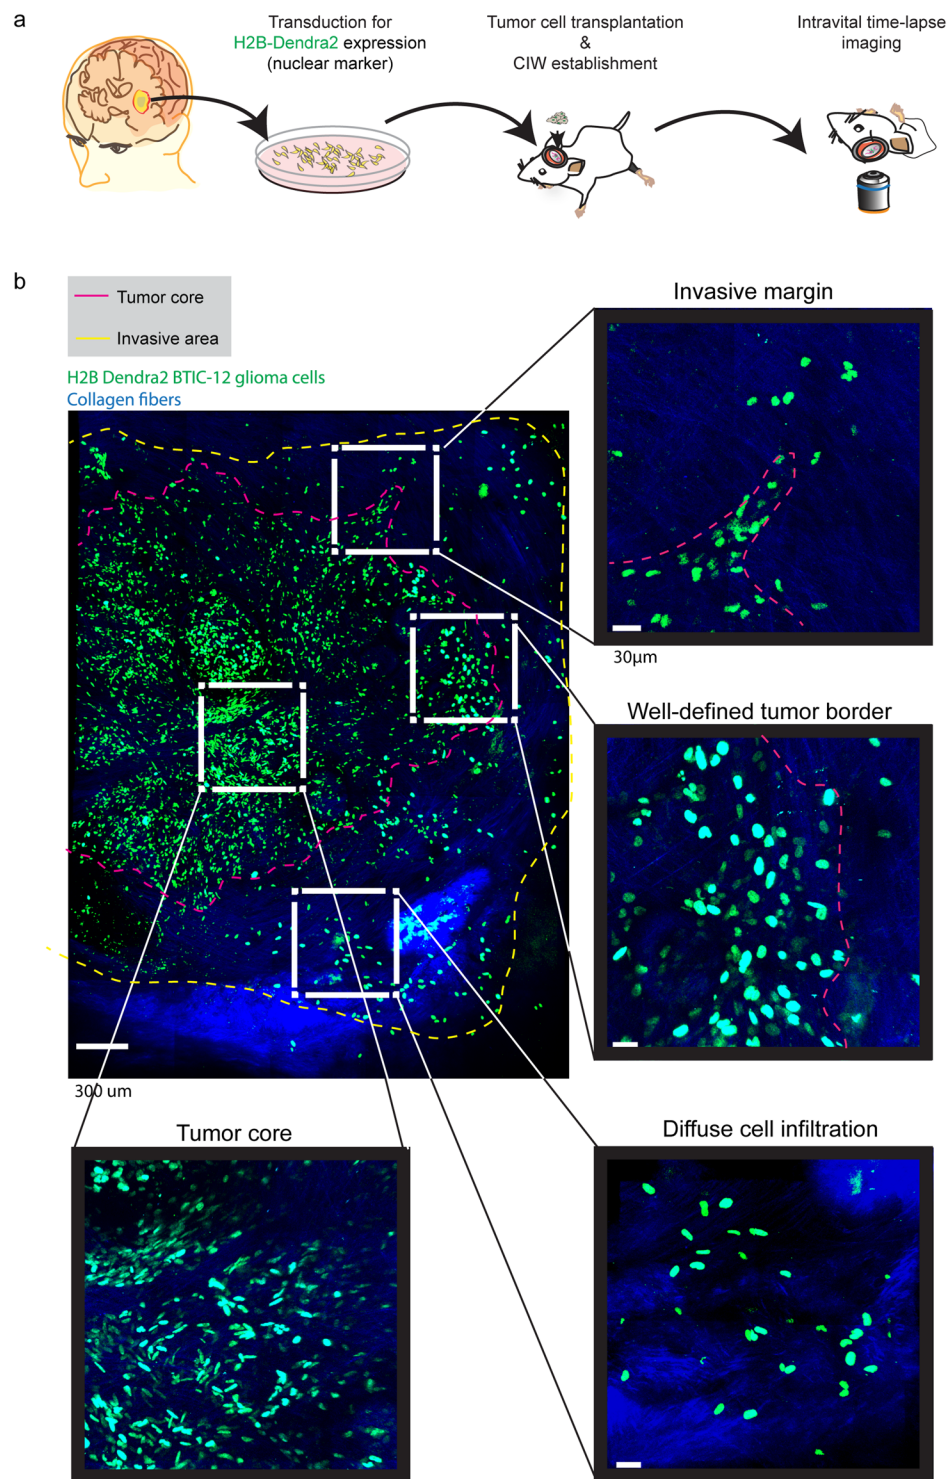 a
Transduction for
H2B-Dendra2 expression
(nuclear marker)
Tumor cell transplantation
&
CIW establishment
Intravital time-lapse
imaging
b
Tumor core
Invasive area
H2B Dendra2 BTIC-12 glioma cells
Collagen fibers
300 um
Invasive margin
30µm
Well-defined tumor border
Tumor core
Diffuse cell infiltration